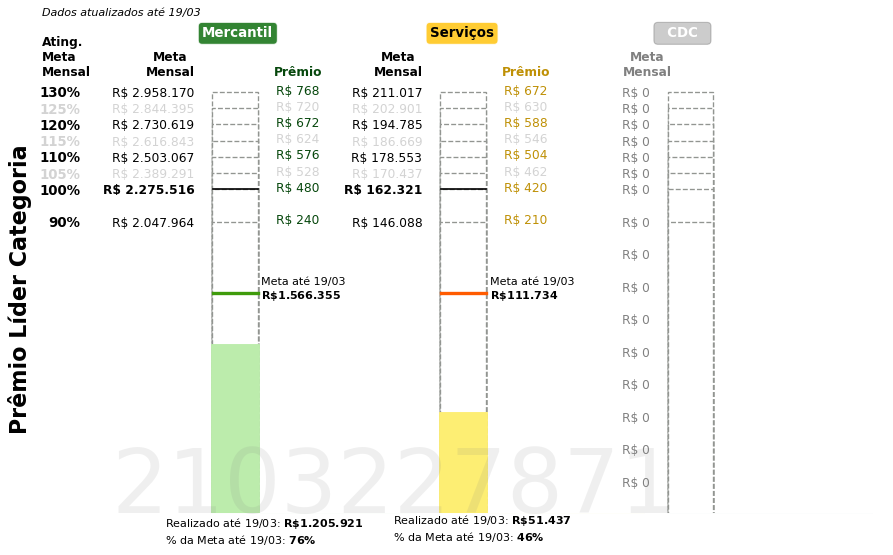 Dados atualizados até 19/03
Mercantil Serviços CDC
Ating. Meta Mensal Meta Mensal Prêmio Meta Mensal Prêmio Meta Mensal
130% R$ 2.958.170 R$ 768 R$ 211.017 R$ 672 R$ 0
125% R$ 2.844.395 R$ 720 R$ 202.901 R$ 630 R$ 0
120% R$ 2.730.619 R$ 672 R$ 194.785 R$ 588 R$ 0
115% R$ 2.616.843 R$ 624 R$ 186.669 R$ 546 R$ 0
110% R$ 2.503.067 R$ 576 R$ 178.553 R$ 504 R$ 0
105% R$ 2.389.291 R$ 528 R$ 170.437 R$ 462 R$ 0
100% R$ 2.275.516 R$ 480 R$ 162.321 R$ 420 R$ 0
90% R$ 2.047.964 R$ 240 R$ 146.088 R$ 210 R$ 0
R$ 0
Meta até 19/03 Meta até 19/03
R$1.566.355 R$111.734 R$ 0
R$ 0
R$ 0
R$ 0
R$ 0
R$ 0
R$ 0
Prêmio Líder Categoria
2103227871
Realizado até 19/03: R$1.205.921 Realizado até 19/03: R$51.437
% da Meta até 19/03: 76% % da Meta até 19/03: 46%